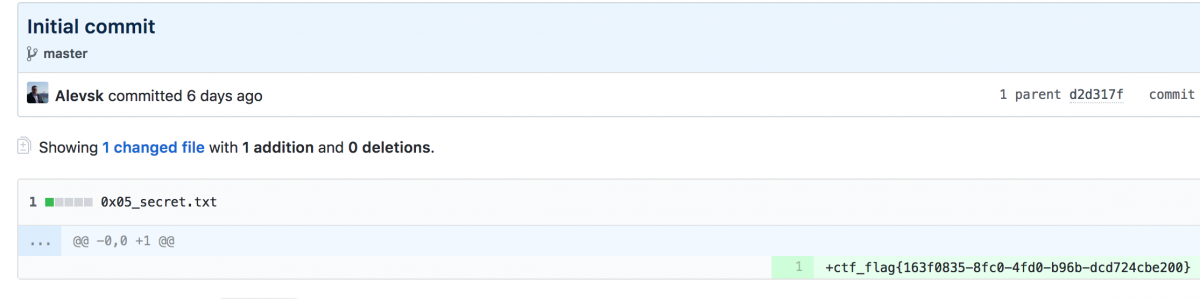 Initial commit
master
Alevsk committed 6 days ago 1 parent d2d317f commit
Showing 1 changed file with 1 addition and 0 deletions.
1 0x05_secret.txt
... @@ -0,0 +1 @@
1 +ctf_flag{163f0835-8fc0-4fd0-b96b-dcd724cbe200}